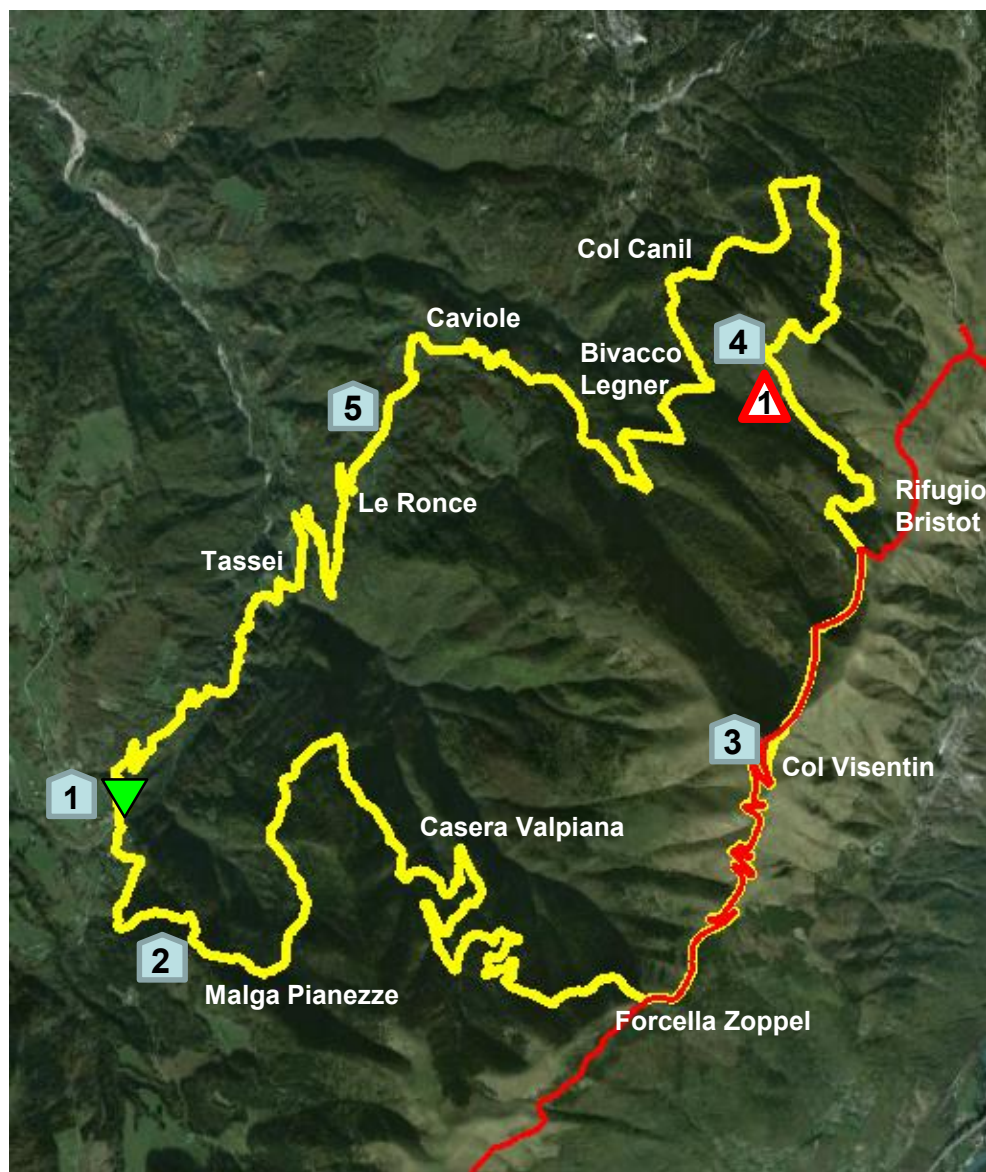 Col Canil
Caviole
4
Bivacco
Legner
1
5
Rifugio
Bristot
Le Ronce
Tassei
3
Col Visentin
1
Casera Valpiana
2
Malga Pianezze
Forcella Zoppel